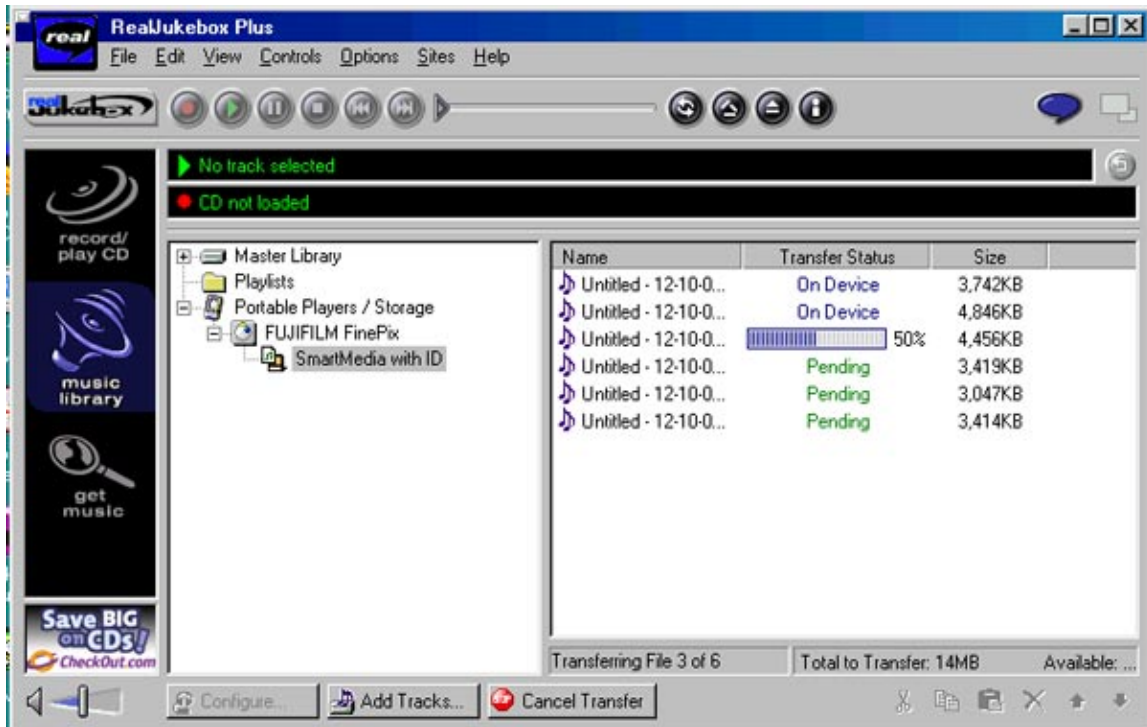 real RealJukebox Plus
File Edit View Controls Options Sites Help
real Jukebox
No track selected
CD not loaded
record/
play CD
music
library
get
music
Save BIG
on CDs!
CheckOut.com
Master Library
Playlists
Portable Players / Storage
FUJIFILM FinePix
SmartMedia with ID
Name Transfer Status Size
Untitled - 12-10-0... On Device 3,742KB
Untitled - 12-10-0... On Device 4,846KB
Untitled - 12-10-0... 50% 4,456KB
Untitled - 12-10-0... Pending 3,419KB
Untitled - 12-10-0... Pending 3,047KB
Untitled - 12-10-0... Pending 3,414KB
Transferring File 3 of 6 Total to Transfer: 14MB Available: ...
Configure... Add Tracks... Cancel Transfer